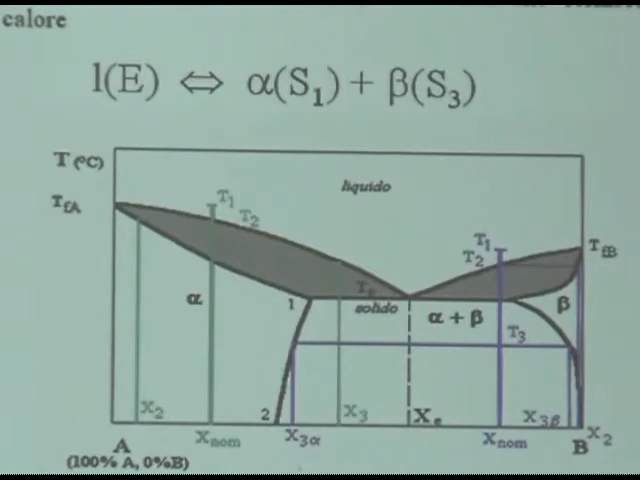 calore
l(E) ⇔ α(S₁) + β(S₃)
T(°C)
liquido
TfA
T₁
T₂
T₁
T₂
TfB
α
1
solido
α + β
β
T₃
2
X₂
Xnom
X3α
X₃
Xe
Xnom
X3β
X₂
A
B
(100% A, 0%B)